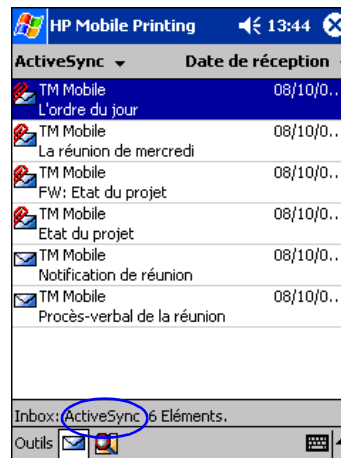 HP Mobile Printing 13:44
ActiveSync Date de réception
TM Mobile 08/10/0..
L'ordre du jour
TM Mobile 08/10/0..
La réunion de mercredi
TM Mobile 08/10/0..
FW: Etat du projet
TM Mobile 08/10/0..
Etat du projet
TM Mobile 08/10/0..
Notification de réunion
TM Mobile 08/10/0..
Procès-verbal de la réunion
Inbox: ActiveSync 6 Eléments.
Outils